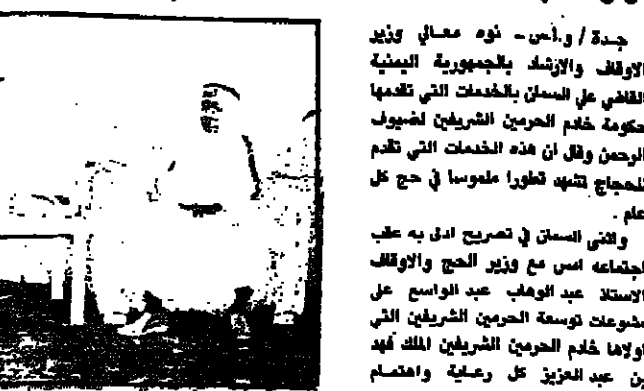 جدة / و.أ.س - نوه معالي وزير
الاوقاف والارشاد بالجمهورية اليمنية
القاضي علي السمان بالخدمات التي تقدمها
حكومة خادم الحرمين الشريفين لضيوف
الرحمن وقال ان هذه الخدمات التي تقدم
للحجاج تشهد تطورا ملموسا في حج كل
عام .
واثنى السمان في تصريح ادلى به عقب
اجتماعه امس مع وزير الحج والاوقاف
الاستاذ عبد الوهاب عبد الواسع على
مشروعات توسعة الحرمين الشريفين التي
اولاها خادم الحرمين الشريفين الملك فهد
بن عبد العزيز كل رعاية واهتمام